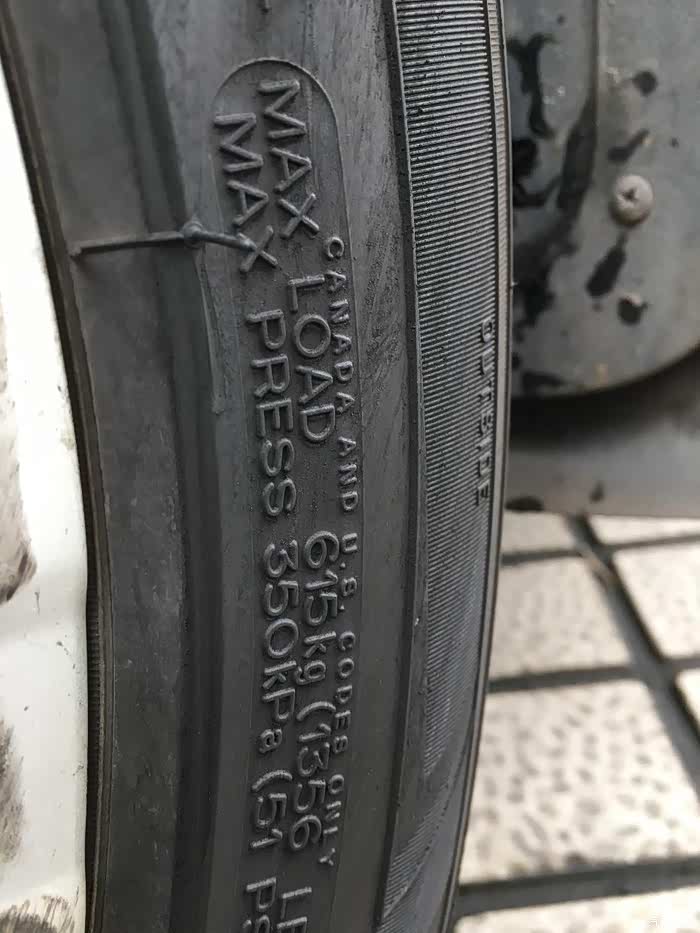 CANADA AND U.S. CODES ONLY
MAX LOAD 615kg (1356
MAX PRESS 350kPa (51
OUTSIDE